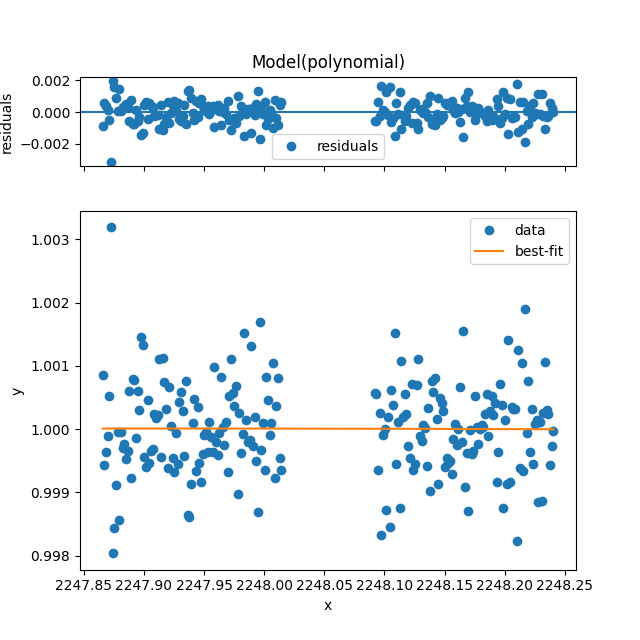 Model(polynomial)
0.002
0.000
−0.002
residuals
residuals
1.003
1.002
1.001
1.000
0.999
0.998
y
data
best-fit
2247.85 2247.90 2247.95 2248.00 2248.05 2248.10 2248.15 2248.20 2248.25
x